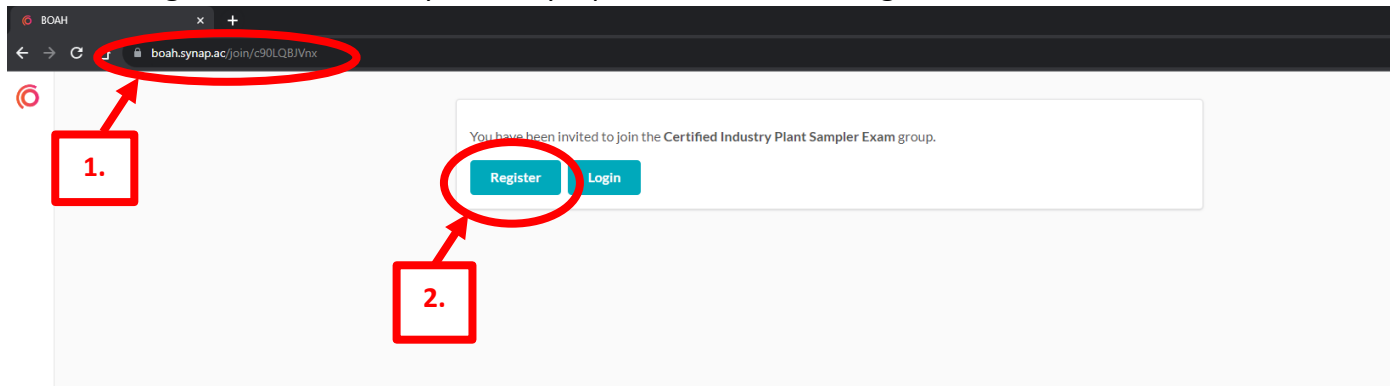 BOAH
boah.synap.ac/join/c90LQBJVnx
You have been invited to join the Certified Industry Plant Sampler Exam group.
1.
Register Login
2.